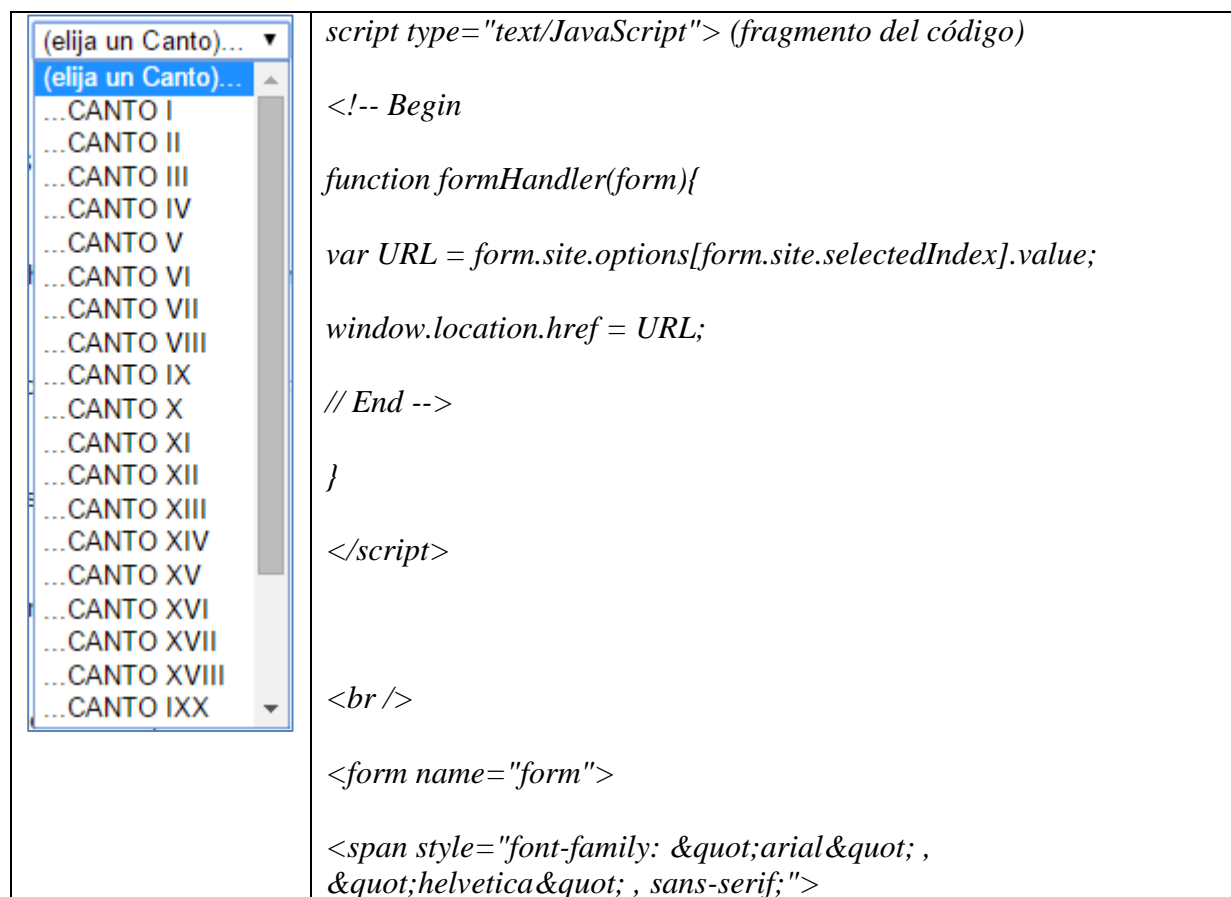 (elija un Canto)...
(elija un Canto)...
...CANTO I
...CANTO II
...CANTO III
...CANTO IV
...CANTO V
...CANTO VI
...CANTO VII
...CANTO VIII
...CANTO IX
...CANTO X
...CANTO XI
...CANTO XII
...CANTO XIII
...CANTO XIV
...CANTO XV
...CANTO XVI
...CANTO XVII
...CANTO XVIII
...CANTO IXX
script type="text/JavaScript"> (fragmento del código)
<!-- Begin
function formHandler(form){
var URL = form.site.options[form.site.selectedIndex].value;
window.location.href = URL;
// End -->
}
</script>
<br />
<form name="form">
<span style="font-family: &quot;arial&quot; ,
&quot;helvetica&quot; , sans-serif;">